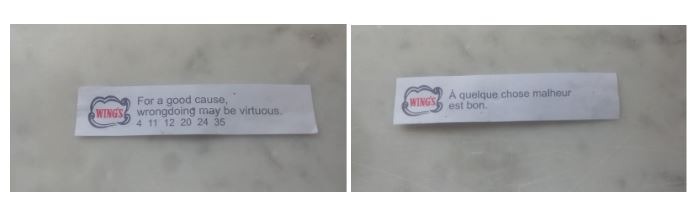 WING'S
For a good cause,
wrongdoing may be virtuous.
4 11 12 20 24 35
WING'S
À quelque chose malheur
est bon.